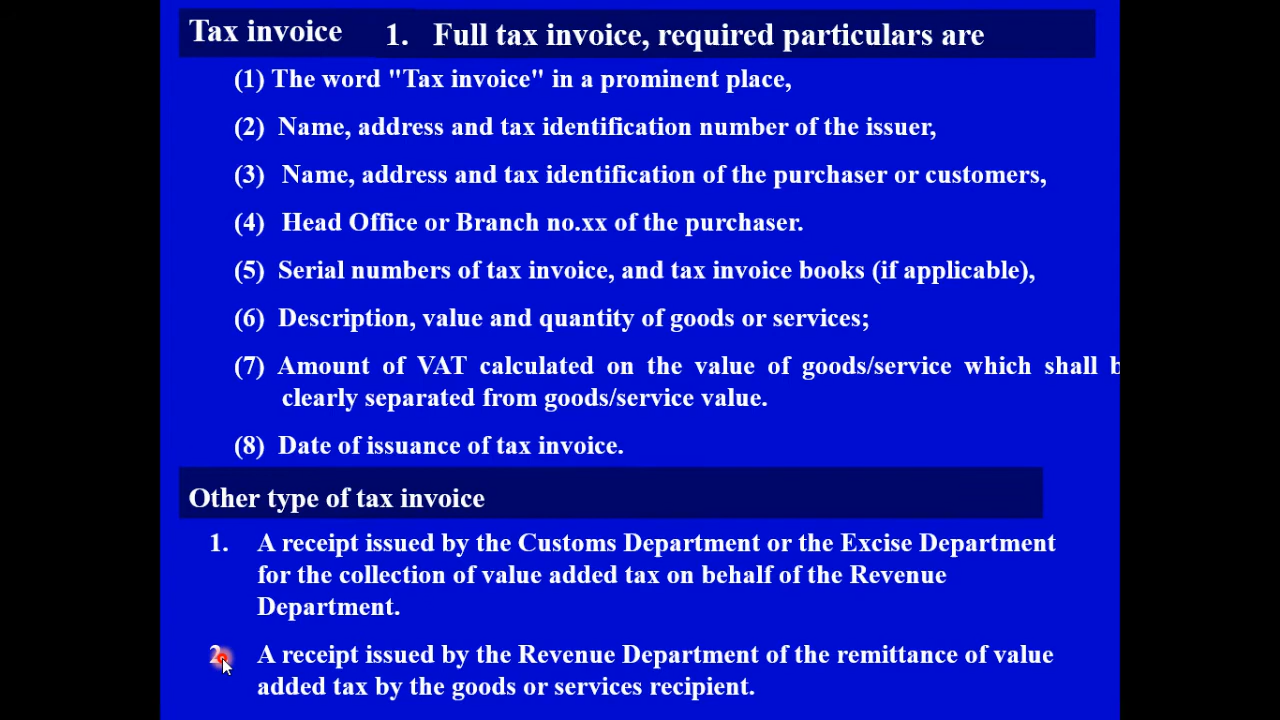 Tax invoice 1. Full tax invoice, required particulars are
(1) The word "Tax invoice" in a prominent place,
(2) Name, address and tax identification number of the issuer,
(3) Name, address and tax identification of the purchaser or customers,
(4) Head Office or Branch no.xx of the purchaser.
(5) Serial numbers of tax invoice, and tax invoice books (if applicable),
(6) Description, value and quantity of goods or services;
(7) Amount of VAT calculated on the value of goods/service which shall
clearly separated from goods/service value.
(8) Date of issuance of tax invoice.
Other type of tax invoice
1. A receipt issued by the Customs Department or the Excise Department
for the collection of value added tax on behalf of the Revenue
Department.
2. A receipt issued by the Revenue Department of the remittance of value
added tax by the goods or services recipient.